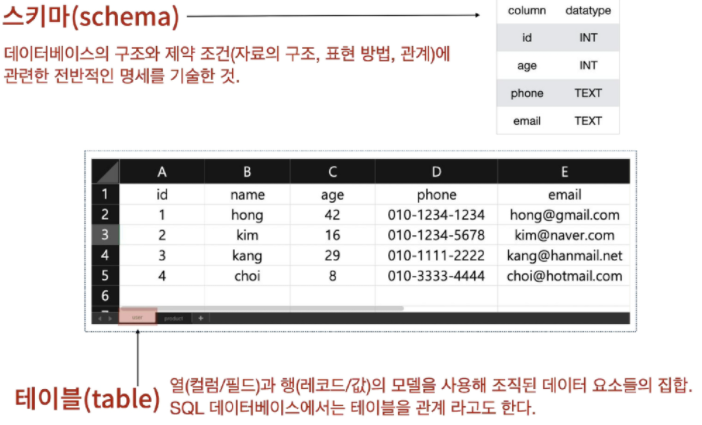 스키마(schema)
데이터베이스의 구조와 제약 조건(자료의 구조, 표현 방법, 관계)에
관련한 전반적인 명세를 기술한 것.
column datatype
id INT
age INT
phone TEXT
email TEXT
A B C D E
1 id name age phone email
2 1 hong 42 010-1234-1234 hong@gmail.com
3 2 kim 16 010-1234-5678 kim@naver.com
4 3 kang 29 010-1111-2222 kang@hanmail.net
5 4 choi 8 010-3333-4444 choi@hotmail.com
6
product +
테이블(table)
열(컬럼/필드)과 행(레코드/값)의 모델을 사용해 조직된 데이터 요소들의 집합.
SQL 데이터베이스에서는 테이블을 관계 라고도 한다.